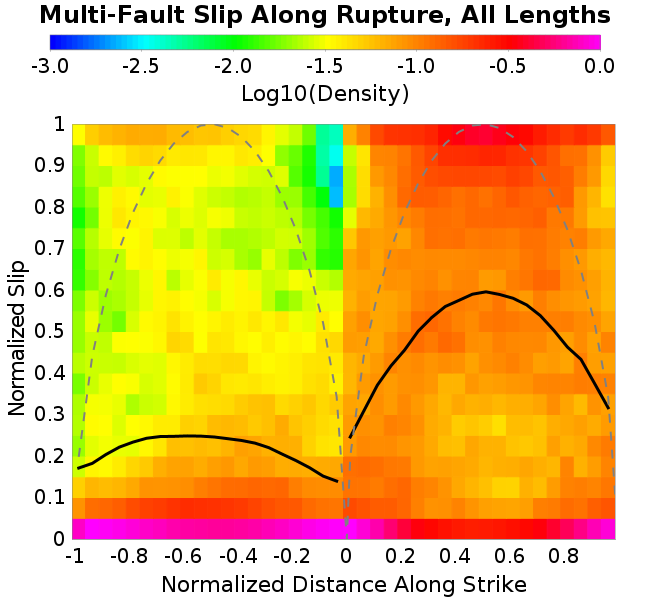 Multi-Fault Slip Along Rupture, All Lengths
-3.0 -2.5 -2.0 -1.5 -1.0 -0.5 0.0
Log10(Density)
1
0.9
0.8
0.7
0.6
0.5
0.4
0.3
0.2
0.1
0
Normalized Slip
-1 -0.8 -0.6 -0.4 -0.2 0 0.2 0.4 0.6 0.8
Normalized Distance Along Strike